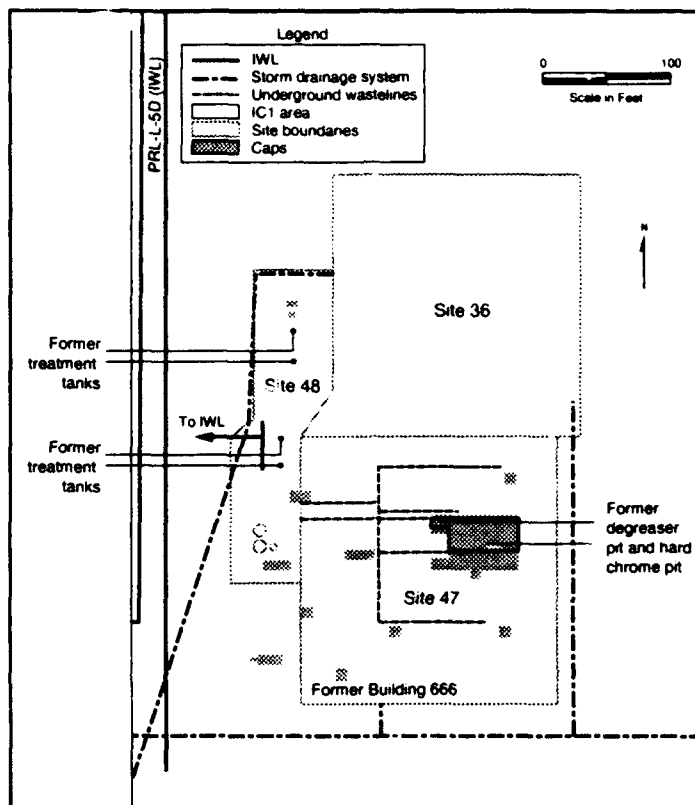 Legend
IWL
Storm drainage system
Underground wastelines
IC1 area
Site boundaries
Caps
0 100
Scale in Feet
PRL-L-5D (IWL)
N
Site 36
Former
treatment
tanks
Site 48
To IWL
Former
treatment
tanks
Former
degreaser
pit and hard
chrome pit
Site 47
Former Building 666